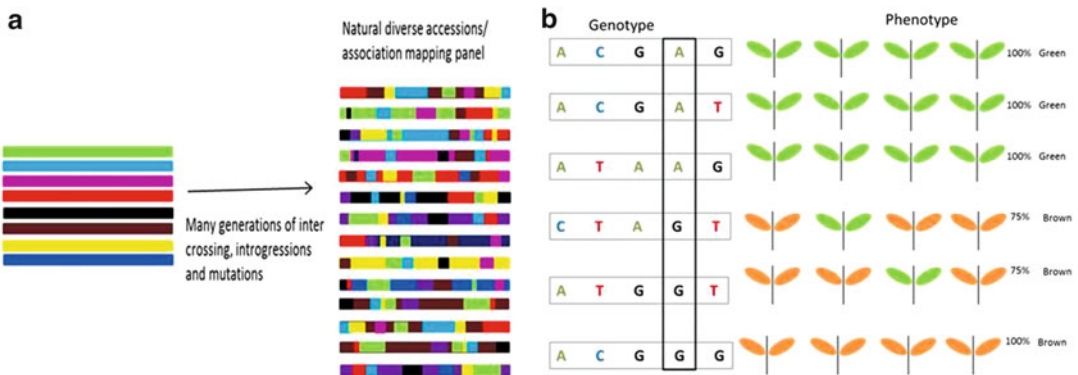 a
Natural diverse accessions/
association mapping panel
Many generations of inter
crossing, introgressions
and mutations
b
Genotype
Phenotype
A C G A G
100% Green
A C G A T
100% Green
A T A A G
100% Green
C T A G T
75% Brown
A T G G T
75% Brown
A C G G G
100% Brown